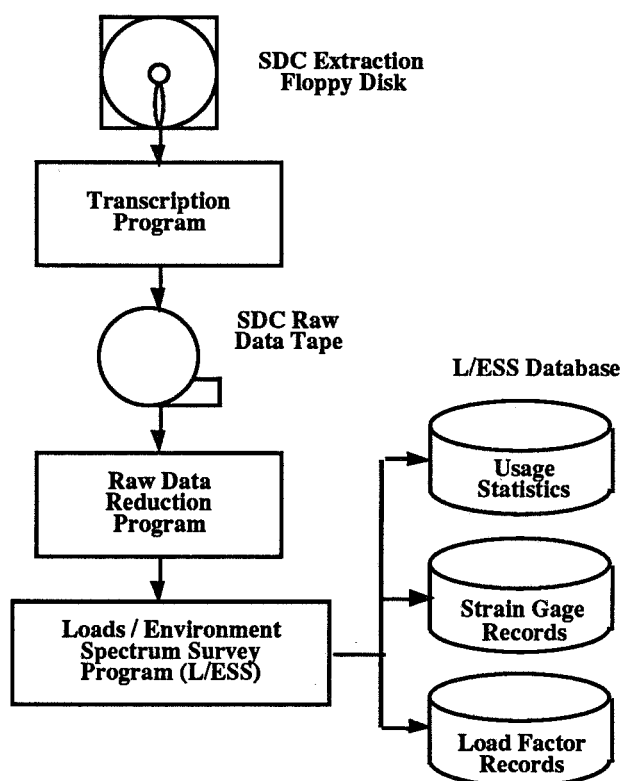 SDC Extraction
Floppy Disk
Transcription
Program
SDC Raw
Data Tape
L/ESS Database
Raw Data
Reduction
Program
Usage
Statistics
Strain Gage
Records
Loads / Environment
Spectrum Survey
Program (L/ESS)
Load Factor
Records